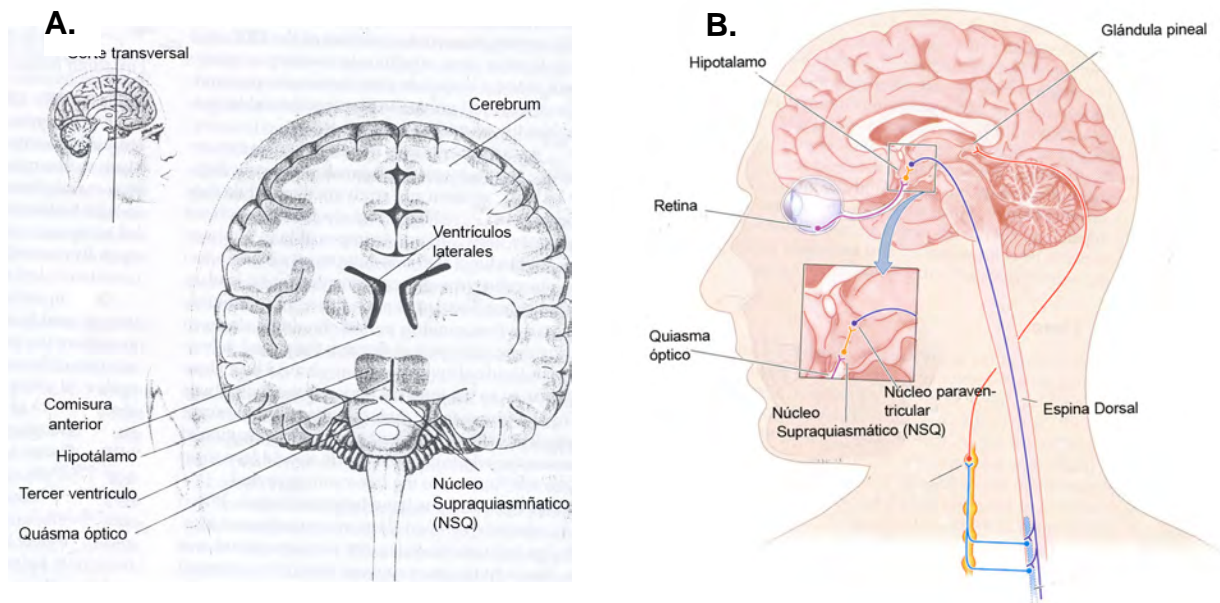 A.
Corte transversal
Cerebrum
Ventrículos
laterales
Comisura
anterior
Hipotálamo
Tercer ventrículo
Quásma óptico
Núcleo
Supraquiasmñatico
(NSQ)
B.
Glándula pineal
Hipotalamo
Retina
Quiasma
óptico
Núcleo paraven-
tricular
Núcleo
Supraquiasmático (NSQ)
Espina Dorsal